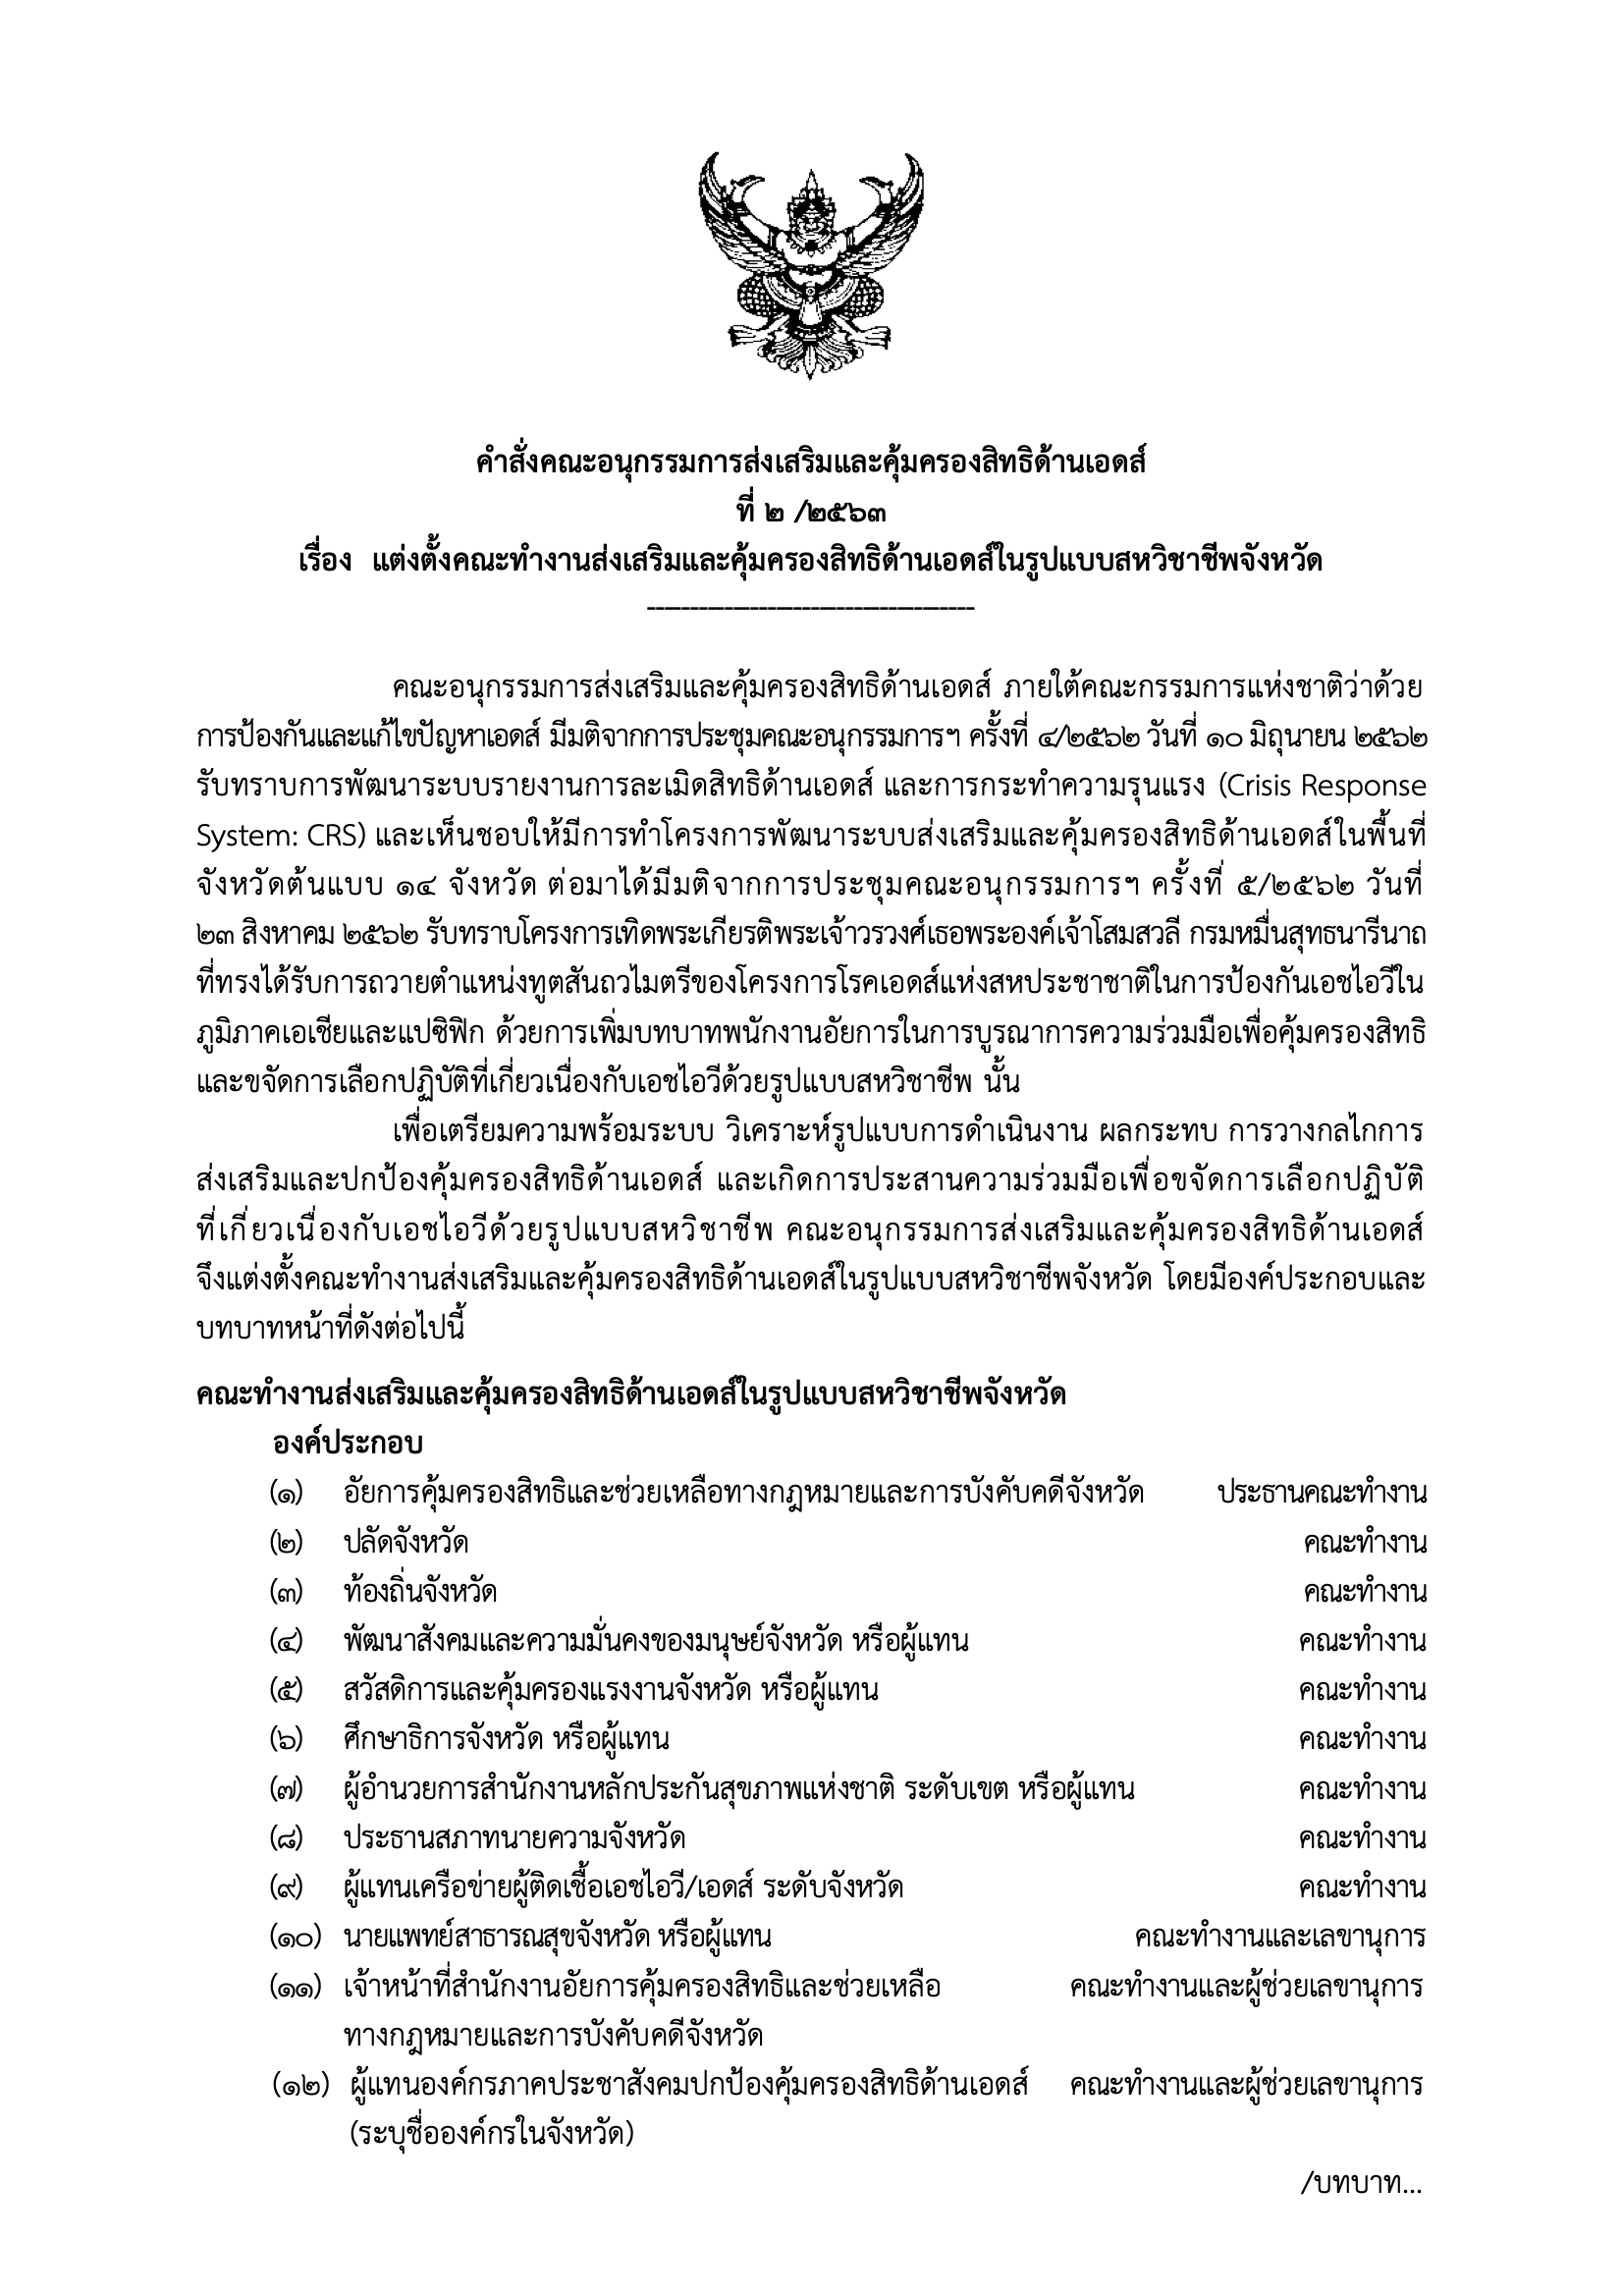 คำสั่งคณะอนุกรรมการส่งเสริมและคุ้มครองสิทธิด้านเอดส์
ที่ ๒ /๒๕๖๓
เรื่อง แต่งตั้งคณะทำงานส่งเสริมและคุ้มครองสิทธิด้านเอดส์ในรูปแบบสหวิชาชีพจังหวัด
--------------------------------------
คณะอนุกรรมการส่งเสริมและคุ้มครองสิทธิด้านเอดส์ ภายใต้คณะกรรมการแห่งชาติว่าด้วย
การป้องกันและแก้ไขปัญหาเอดส์ มีมติจากการประชุมคณะอนุกรรมการฯ ครั้งที่ ๔/๒๕๖๒ วันที่ ๑๐ มิถุนายน ๒๕๖๒
รับทราบการพัฒนาระบบรายงานการละเมิดสิทธิด้านเอดส์ และการกระทำความรุนแรง (Crisis Response
System: CRS) และเห็นชอบให้มีการทำโครงการพัฒนาระบบส่งเสริมและคุ้มครองสิทธิด้านเอดส์ในพื้นที่
จังหวัดต้นแบบ ๑๔ จังหวัด ต่อมาได้มีมติจากการประชุมคณะอนุกรรมการฯ ครั้งที่ ๕/๒๕๖๒ วันที่
๒๓ สิงหาคม ๒๕๖๒ รับทราบโครงการเทิดพระเกียรติพระเจ้าวรวงศ์เธอพระองค์เจ้าโสมสวลี กรมหมื่นสุทธนารีนาถ
ที่ทรงได้รับการถวายตำแหน่งทูตสันถวไมตรีของโครงการโรคเอดส์แห่งสหประชาชาติในการป้องกันเอชไอวีใน
ภูมิภาคเอเชียและแปซิฟิก ด้วยการเพิ่มบทบาทพนักงานอัยการในการบูรณาการความร่วมมือเพื่อคุ้มครองสิทธิ
และขจัดการเลือกปฏิบัติที่เกี่ยวเนื่องกับเอชไอวีด้วยรูปแบบสหวิชาชีพ นั้น
เพื่อเตรียมความพร้อมระบบ วิเคราะห์รูปแบบการดำเนินงาน ผลกระทบ การวางกลไกการ
ส่งเสริมและปกป้องคุ้มครองสิทธิด้านเอดส์ และเกิดการประสานความร่วมมือเพื่อขจัดการเลือกปฏิบัติ
ที่เกี่ยวเนื่องกับเอชไอวีด้วยรูปแบบสหวิชาชีพ คณะอนุกรรมการส่งเสริมและคุ้มครองสิทธิด้านเอดส์
จึงแต่งตั้งคณะทำงานส่งเสริมและคุ้มครองสิทธิด้านเอดส์ในรูปแบบสหวิชาชีพจังหวัด โดยมีองค์ประกอบและ
บทบาทหน้าที่ดังต่อไปนี้
คณะทำงานส่งเสริมและคุ้มครองสิทธิด้านเอดส์ในรูปแบบสหวิชาชีพจังหวัด
องค์ประกอบ
(๑) อัยการคุ้มครองสิทธิและช่วยเหลือทางกฎหมายและการบังคับคดีจังหวัด ประธานคณะทำงาน
(๒) ปลัดจังหวัด คณะทำงาน
(๓) ท้องถิ่นจังหวัด คณะทำงาน
(๔) พัฒนาสังคมและความมั่นคงของมนุษย์จังหวัด หรือผู้แทน คณะทำงาน
(๕) สวัสดิการและคุ้มครองแรงงานจังหวัด หรือผู้แทน คณะทำงาน
(๖) ศึกษาธิการจังหวัด หรือผู้แทน คณะทำงาน
(๗) ผู้อำนวยการสำนักงานหลักประกันสุขภาพแห่งชาติ ระดับเขต หรือผู้แทน คณะทำงาน
(๘) ประธานสภาทนายความจังหวัด คณะทำงาน
(๙) ผู้แทนเครือข่ายผู้ติดเชื้อเอชไอวี/เอดส์ ระดับจังหวัด คณะทำงาน
(๑๐) นายแพทย์สาธารณสุขจังหวัด หรือผู้แทน คณะทำงานและเลขานุการ
(๑๑) เจ้าหน้าที่สำนักงานอัยการคุ้มครองสิทธิและช่วยเหลือ คณะทำงานและผู้ช่วยเลขานุการ
ทางกฎหมายและการบังคับคดีจังหวัด
(๑๒) ผู้แทนองค์กรภาคประชาสังคมปกป้องคุ้มครองสิทธิด้านเอดส์ คณะทำงานและผู้ช่วยเลขานุการ
(ระบุชื่อองค์กรในจังหวัด)
/บทบาท...